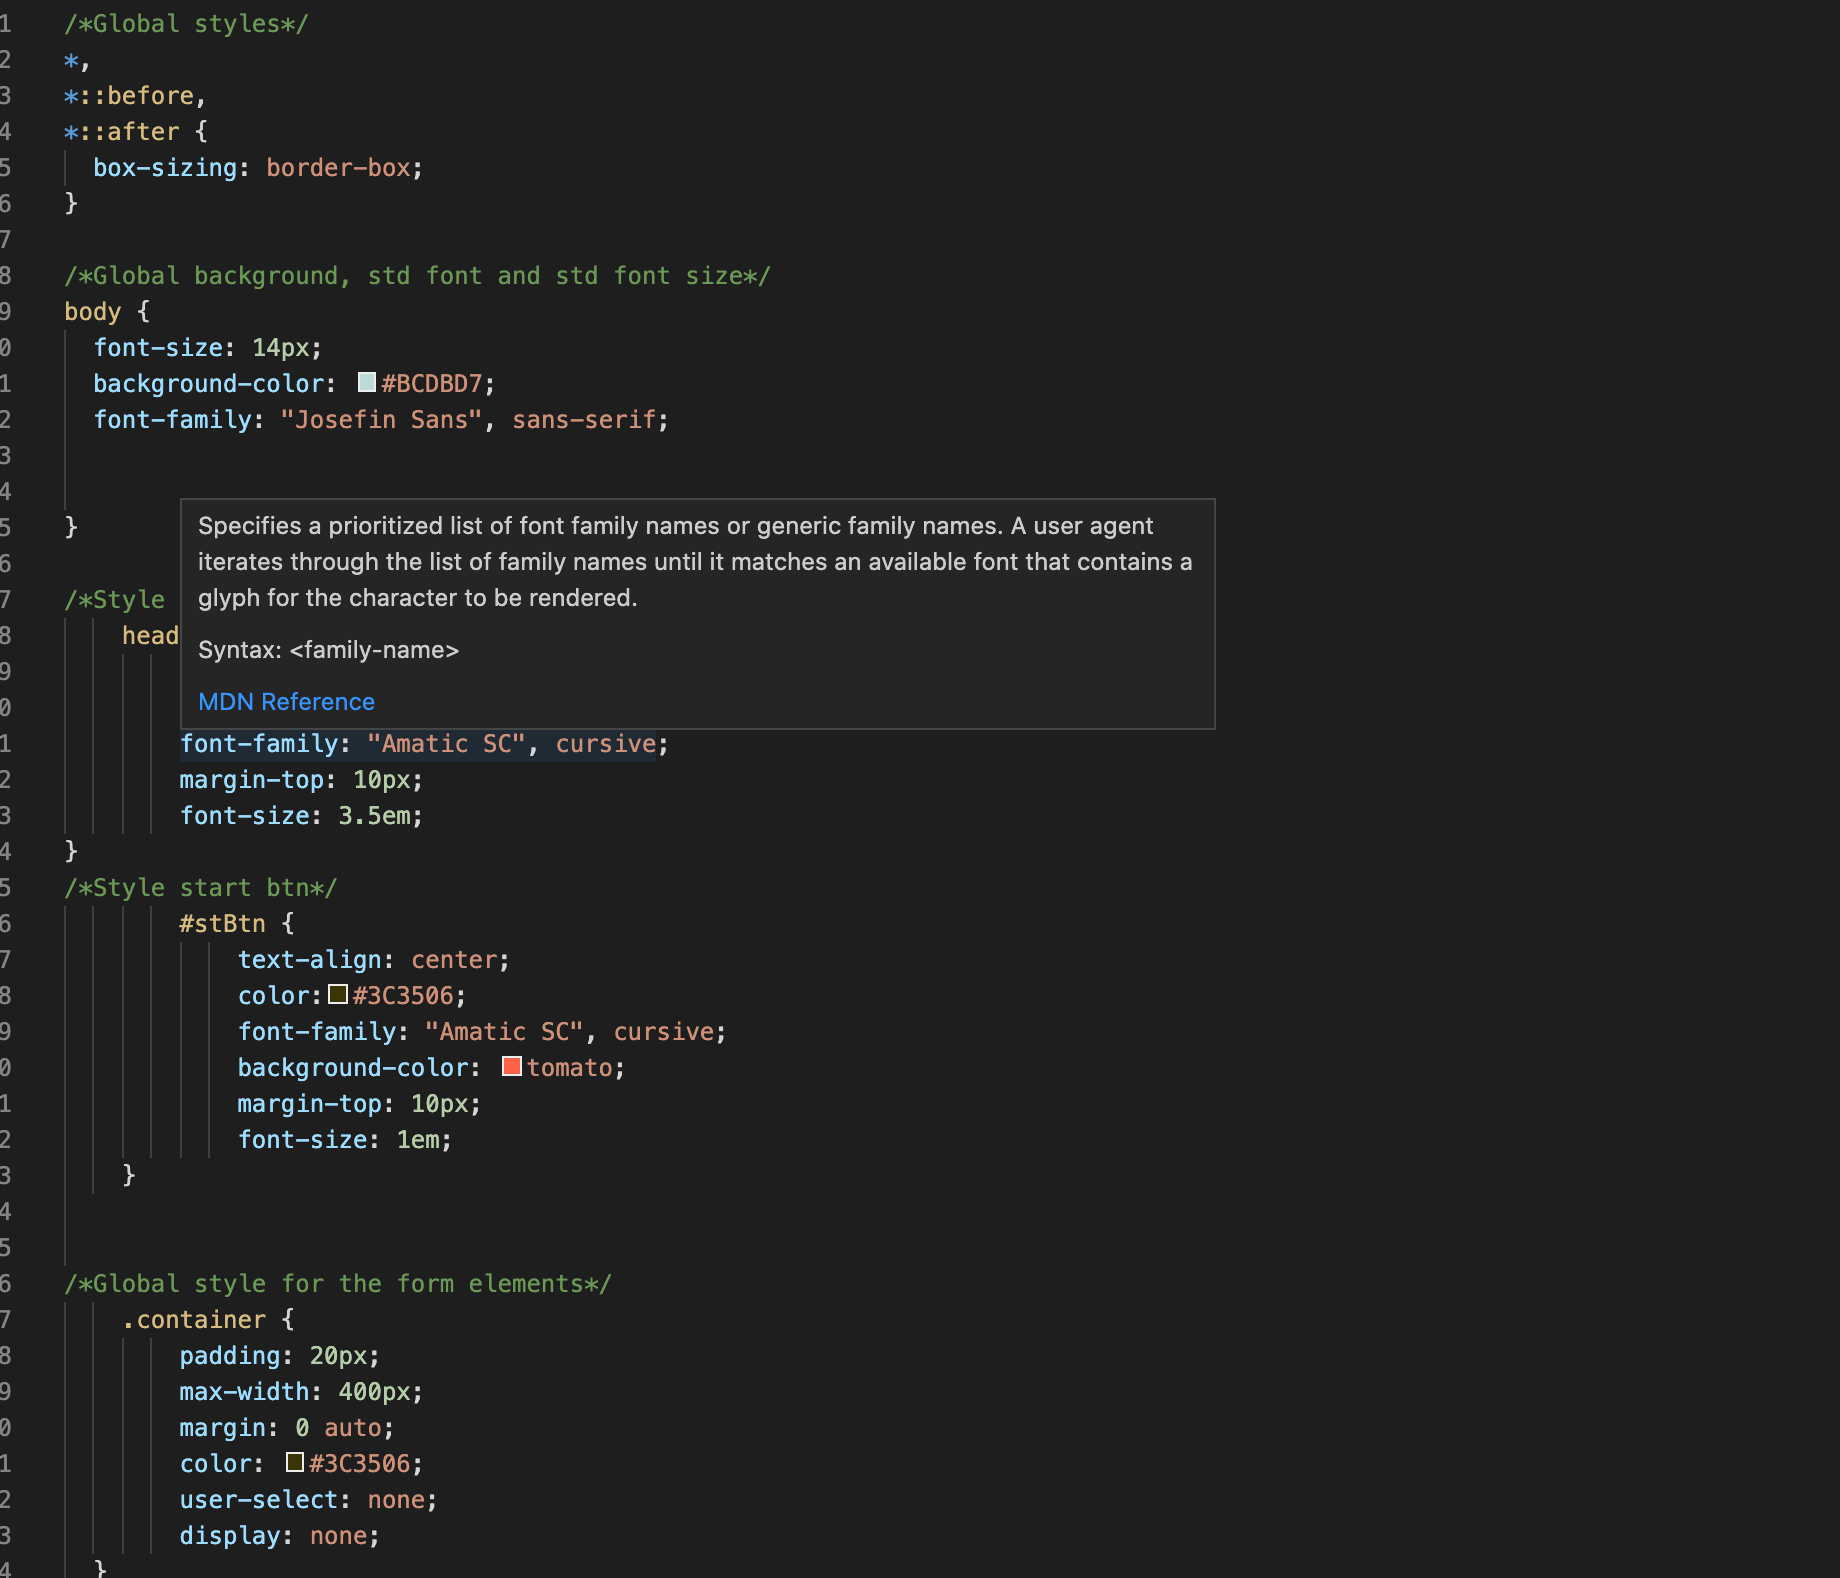 1 /*Global styles*/
2 *,
3 *::before,
4 *::after {
5 box-sizing: border-box;
6 }
7
8 /*Global background, std font and std font size*/
9 body {
0 font-size: 14px;
1 background-color: #BCDBD7;
2 font-family: "Josefin Sans", sans-serif;
3
4
5 }
Specifies a prioritized list of font family names or generic family names. A user agent
iterates through the list of family names until it matches an available font that contains a
glyph for the character to be rendered.
Syntax: <family-name>
MDN Reference
6
7 /*Style
8 head
9
0
1 font-family: "Amatic SC", cursive;
2 margin-top: 10px;
3 font-size: 3.5em;
4 }
5 /*Style start btn*/
6 #stBtn {
7 text-align: center;
8 color: #3C3506;
9 font-family: "Amatic SC", cursive;
0 background-color: tomato;
1 margin-top: 10px;
2 font-size: 1em;
3 }
4
5
6 /*Global style for the form elements*/
7 .container {
8 padding: 20px;
9 max-width: 400px;
0 margin: 0 auto;
1 color: #3C3506;
2 user-select: none;
3 display: none;
4 }